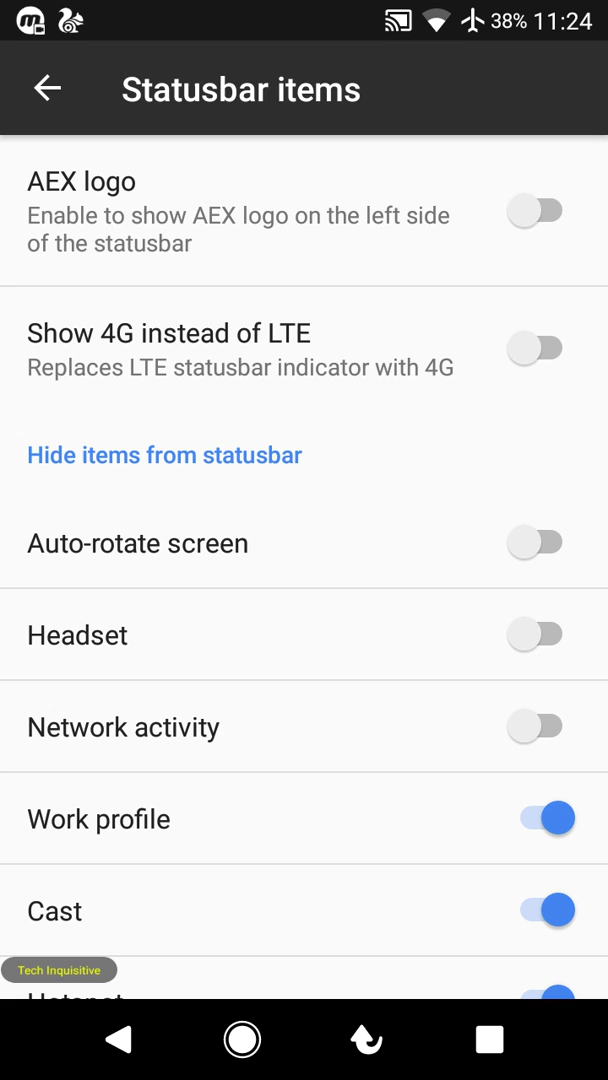 38% 11:24
Statusbar items
AEX logo
Enable to show AEX logo on the left side
of the statusbar
Show 4G instead of LTE
Replaces LTE statusbar indicator with 4G
Hide items from statusbar
Auto-rotate screen
Headset
Network activity
Work profile
Cast
Tech Inquisitive
Hotspot